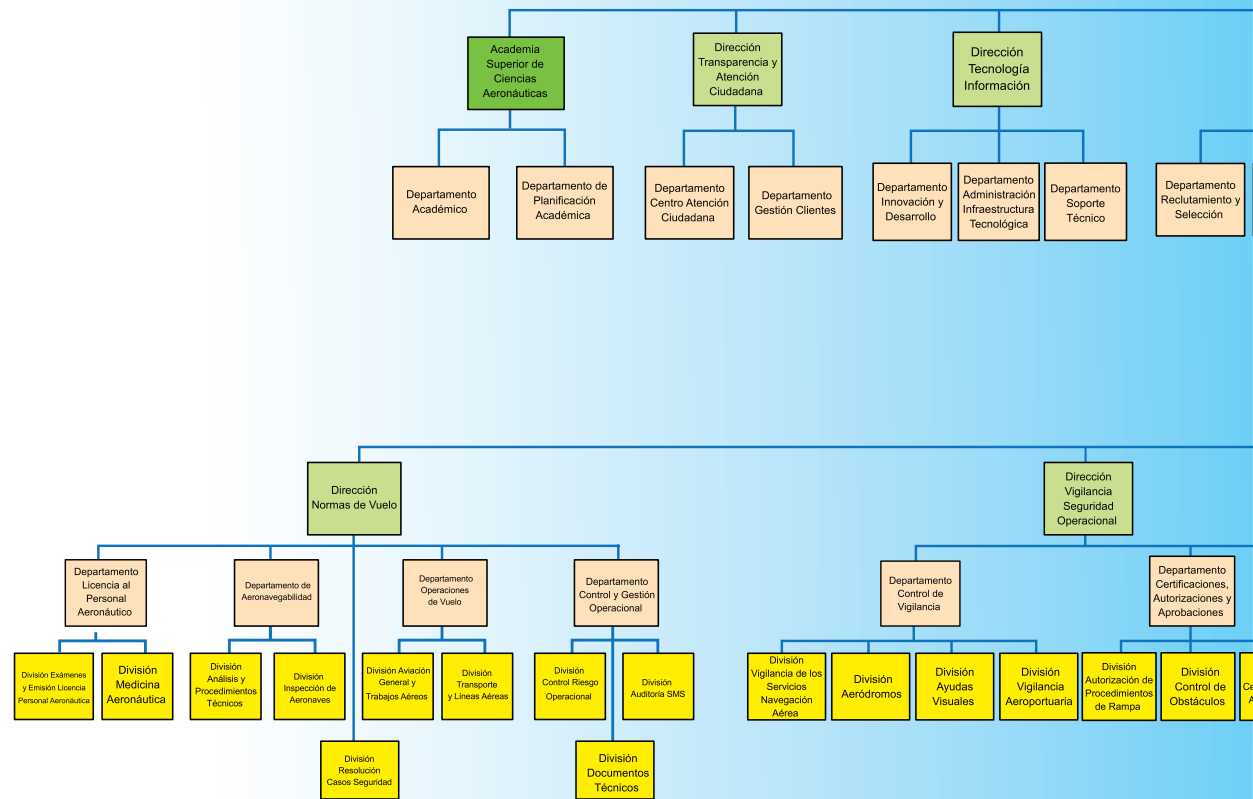 Academia
Superior de
Ciencias
Aeronáuticas
Dirección
Transparencia y
Atención
Ciudadana
Dirección
Tecnología
Información
Departamento
Académico
Departamento de
Planificación
Académica
Departamento
Centro Atención
Ciudadana
Departamento
Gestión Clientes
Departamento
Innovación y
Desarrollo
Departamento
Administración
Infraestructura
Tecnológica
Departamento
Soporte
Técnico
Departamento
Reclutamiento y
Selección
Dirección
Normas de Vuelo
Dirección
Vigilancia
Seguridad
Operacional
Departamento
Licencia al
Personal
Aeronáutico
Departamento de
Aeronavegabilidad
Departamento
Operaciones
de Vuelo
Departamento
Control y Gestión
Operacional
Departamento
Control de
Vigilancia
Departamento
Certificaciones,
Autorizaciones y
Aprobaciones
División Exámenes
y Emisión Licencia
Personal Aeronáutica
División
Medicina
Aeronáutica
División
Análisis y
Procedimientos
Técnicos
División
Inspección de
Aeronaves
División Aviación
General y
Trabajos Aéreos
División
Transporte
y Líneas Aéreas
División
Control Riesgo
Operacional
División
Auditoría SMS
División
Vigilancia de los
Servicios
Navegación
Aérea
División
Aeródromos
División
Ayudas
Visuales
División
Vigilancia
Aeroportuaria
División
Autorización de
Procedimientos
de Rampa
División
Control de
Obstáculos
División
Resolución
Casos Seguridad
División
Documentos
Técnicos